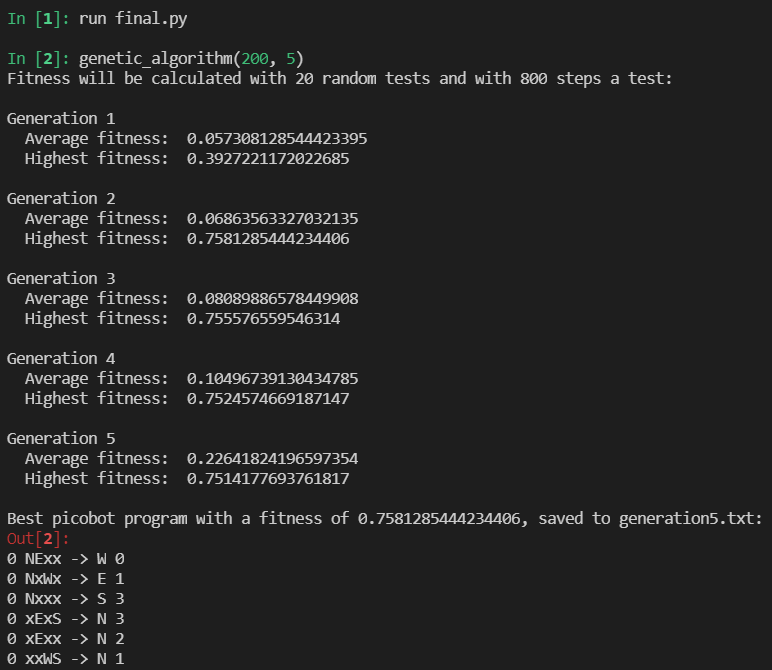 In [1]: run final.py
In [2]: genetic_algorithm(200, 5)
Fitness will be calculated with 20 random tests and with 800 steps a test:
Generation 1
Average fitness:  0.057308128544423395
Highest fitness:  0.3927221172022685
Generation 2
Average fitness:  0.06863563327032135
Highest fitness:  0.7581285444234406
Generation 3
Average fitness:  0.08089886578449908
Highest fitness:  0.755576559546314
Generation 4
Average fitness:  0.10496739130434785
Highest fitness:  0.7524574669187147
Generation 5
Average fitness:  0.22641824196597354
Highest fitness:  0.7514177693761817
Best picobot program with a fitness of 0.7581285444234406, saved to generation5.txt:
Out[2]:
0 NExx -> W 0
0 NxWx -> E 1
0 Nxxx -> S 3
0 xExS -> N 3
0 xExx -> N 2
0 xxWS -> N 1